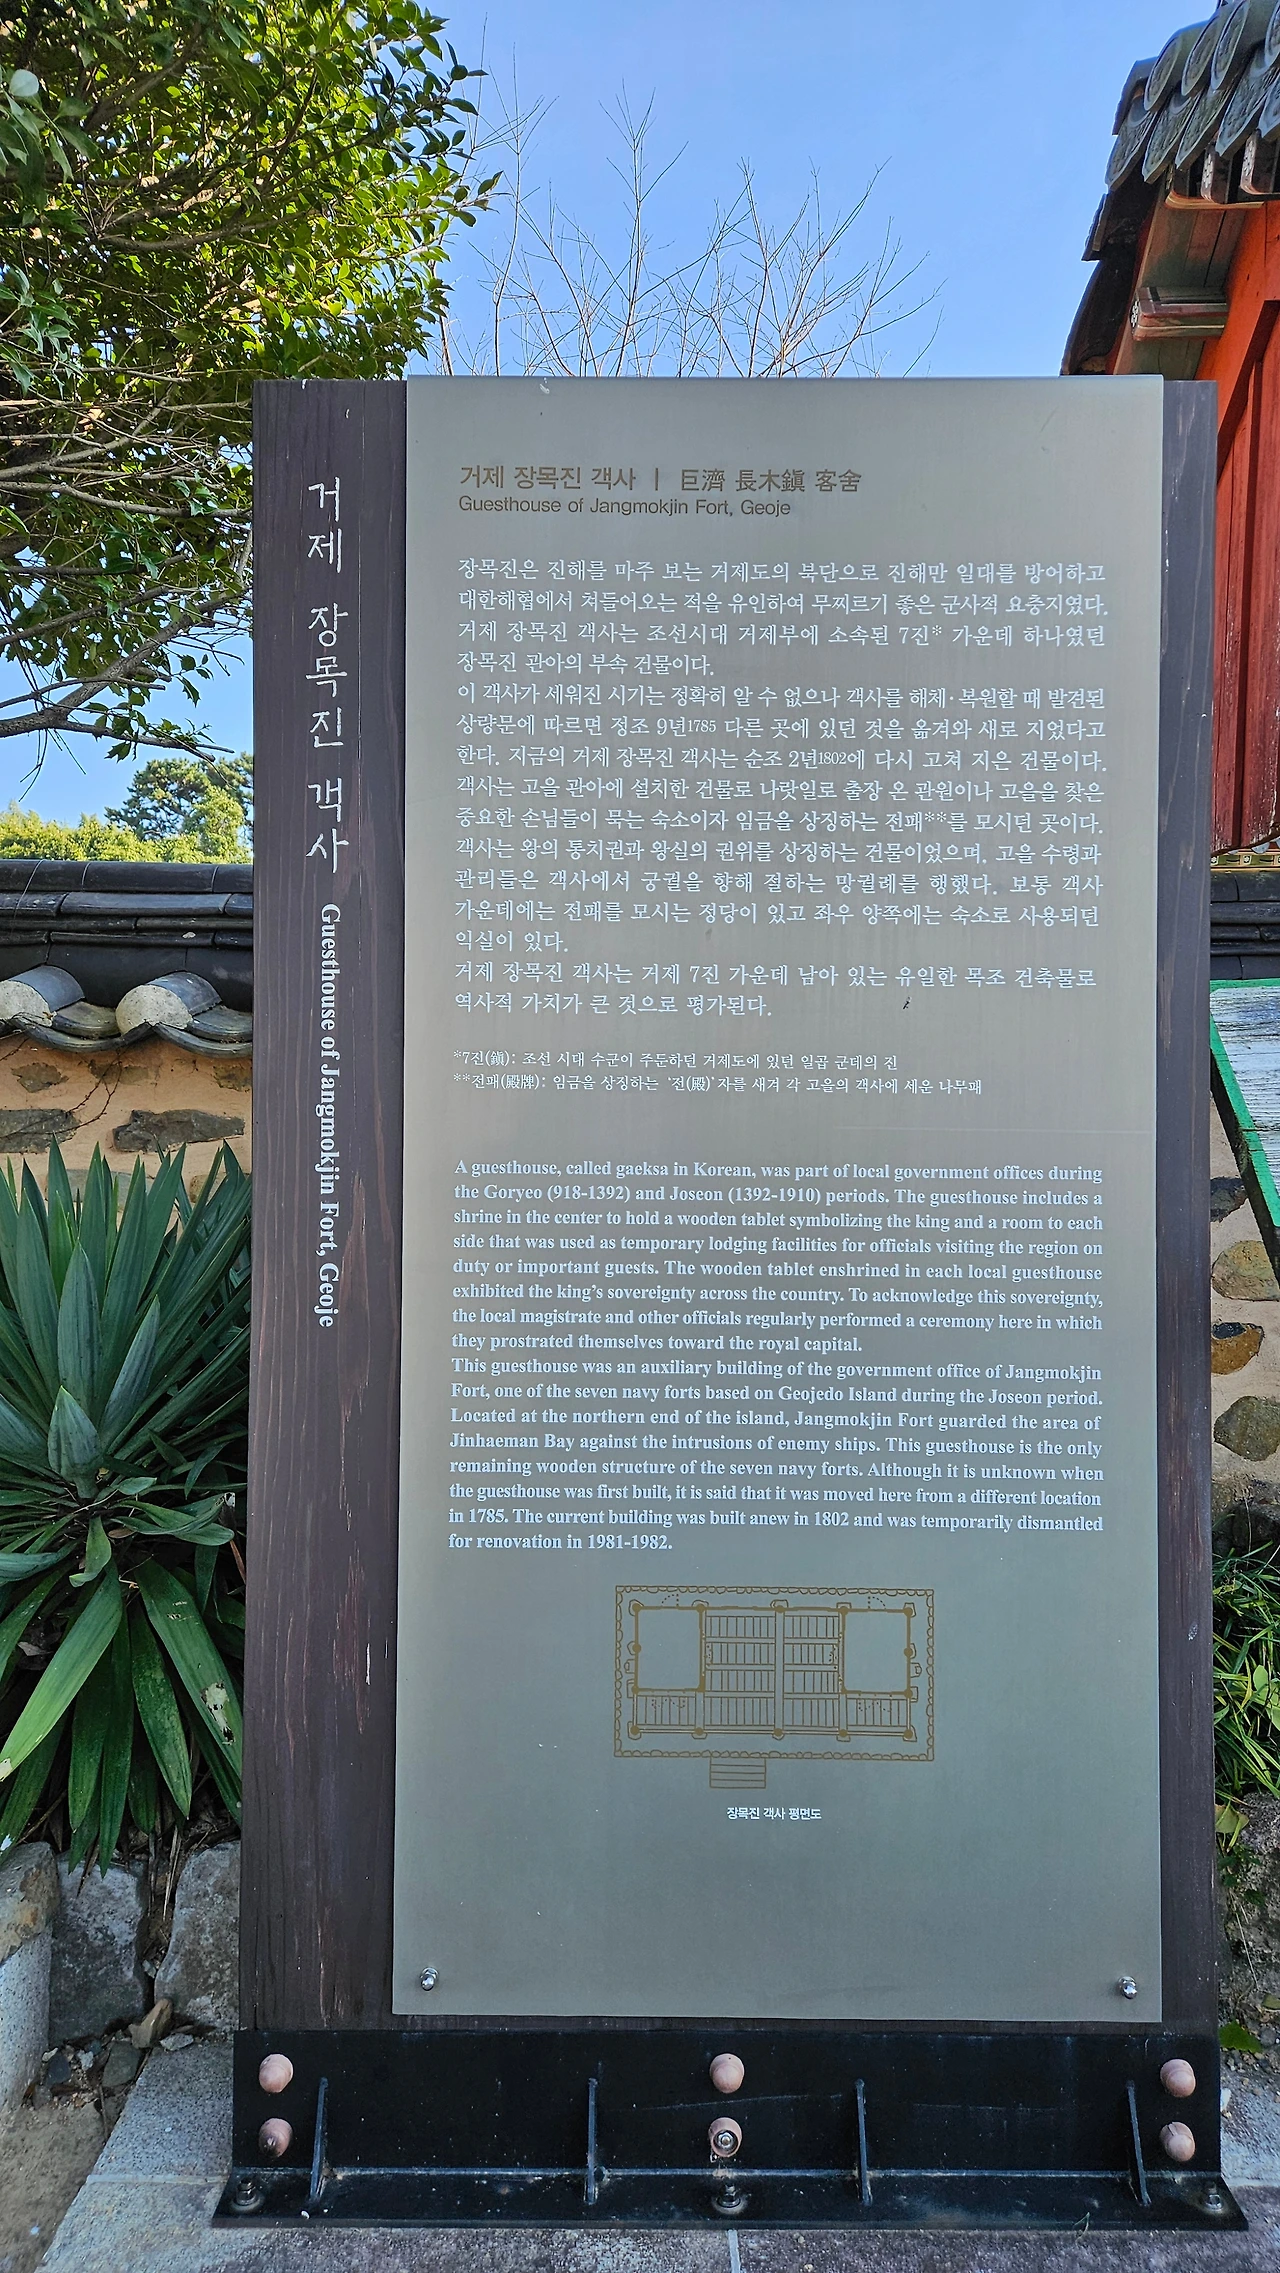 거제 장목진 객사
Guesthouse of Jangmokjin Fort, Geoje
거제 장목진 객사 | 巨濟 長木鎭 客舍
Guesthouse of Jangmokjin Fort, Geoje
장목진은 진해를 마주 보는 거제도의 북단으로 진해만 일대를 방어하고
대한해협에서 쳐들어오는 적을 유인하여 무찌르기 좋은 군사적 요충지였다.
거제 장목진 객사는 조선시대 거제부에 소속된 7진* 가운데 하나였던
장목진 관아의 부속 건물이다.
이 객사가 세워진 시기는 정확히 알 수 없으나 객사를 해체·복원할 때 발견된
상량문에 따르면 정조 9년1785 다른 곳에 있던 것을 옮겨와 새로 지었다고
한다. 지금의 거제 장목진 객사는 순조 2년1802에 다시 고쳐 지은 건물이다.
객사는 고을 관아에 설치한 건물로 나랏일로 출장 온 관원이나 고을을 찾은
중요한 손님들이 묵는 숙소이자 임금을 상징하는 전패**를 모시던 곳이다.
객사는 왕의 통치권과 왕실의 권위를 상징하는 건물이었으며, 고을 수령과
관리들은 객사에서 궁궐을 향해 절하는 망궐례를 행했다. 보통 객사
가운데에는 전패를 모시는 정당이 있고 좌우 양쪽에는 숙소로 사용되던
익실이 있다.
거제 장목진 객사는 거제 7진 가운데 남아 있는 유일한 목조 건축물로
역사적 가치가 큰 것으로 평가된다.
*7진(鎭): 조선 시대 수군이 주둔하던 거제도에 있던 일곱 군데의 진
**전패(殿牌): 임금을 상징하는 '전(殿)'자를 새겨 각 고을의 객사에 세운 나무패
A guesthouse, called gaeksa in Korean, was part of local government offices during
the Goryeo (918-1392) and Joseon (1392-1910) periods. The guesthouse includes a
shrine in the center to hold a wooden tablet symbolizing the king and a room to each
side that was used as temporary lodging facilities for officials visiting the region on
duty or important guests. The wooden tablet enshrined in each local guesthouse
exhibited the king's sovereignty across the country. To acknowledge this sovereignty,
the local magistrate and other officials regularly performed a ceremony here in which
they prostrated themselves toward the royal capital.
This guesthouse was an auxiliary building of the government office of Jangmokjin
Fort, one of the seven navy forts based on Geojedo Island during the Joseon period.
Located at the northern end of the island, Jangmokjin Fort guarded the area of
Jinhaeman Bay against the intrusions of enemy ships. This guesthouse is the only
remaining wooden structure of the seven navy forts. Although it is unknown when
the guesthouse was first built, it is said that it was moved here from a different location
in 1785. The current building was built anew in 1802 and was temporarily dismantled
for renovation in 1981-1982.
장목진 객사 평면도